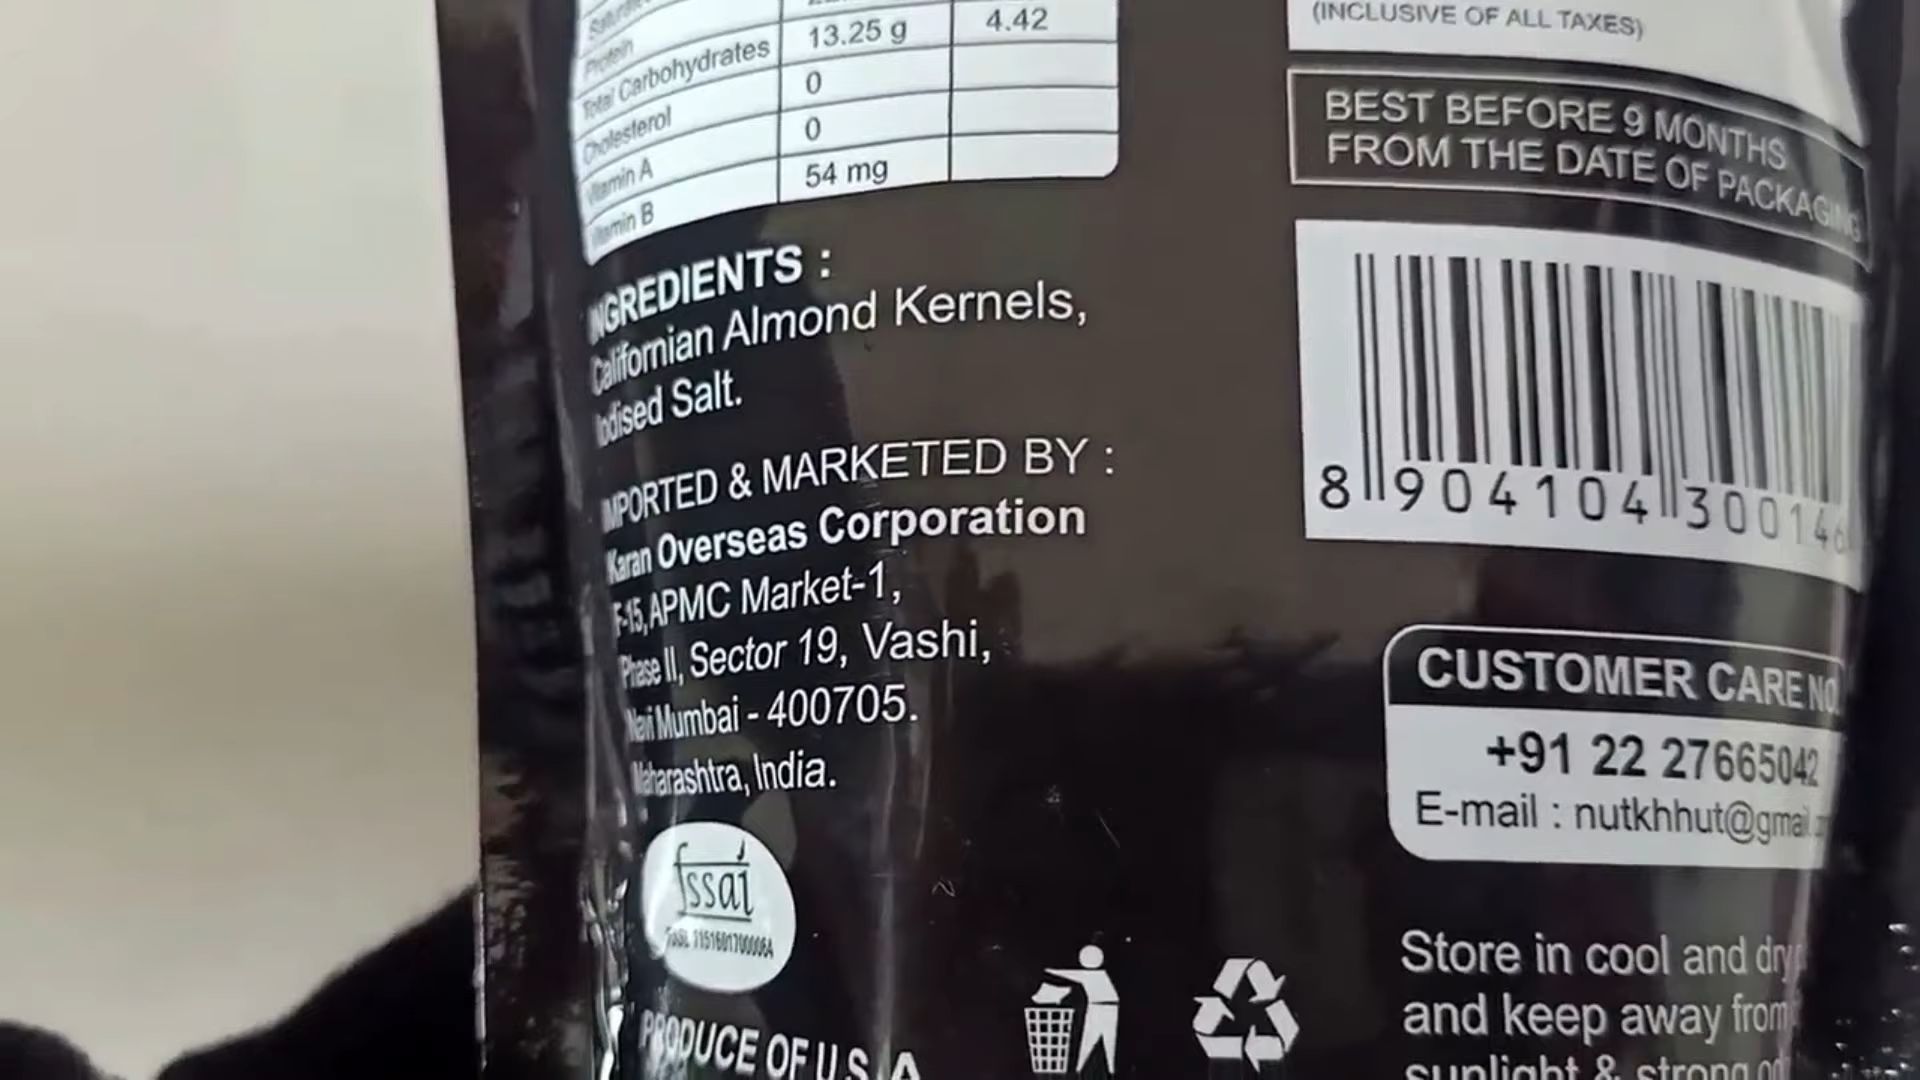 Protein
Total Carbohydrates 13.25 g 4.42
Cholesterol 0
Vitamin A 0
Vitamin B 54 mg
INGREDIENTS :
Californian Almond Kernels,
Iodised Salt.
IMPORTED & MARKETED BY :
Karan Overseas Corporation
F-15, APMC Market-1,
Phase II, Sector 19, Vashi,
Navi Mumbai - 400705.
Maharashtra, India.
fssai
PRODUCE OF U.S.A
(INCLUSIVE OF ALL TAXES)
BEST BEFORE 9 MONTHS
FROM THE DATE OF PACKAGING
8 904104 300146
CUSTOMER CARE NO.
+91 22 27665042
E-mail : nutkhhut@gmail
Store in cool and dry
and keep away from
sunlight & strong